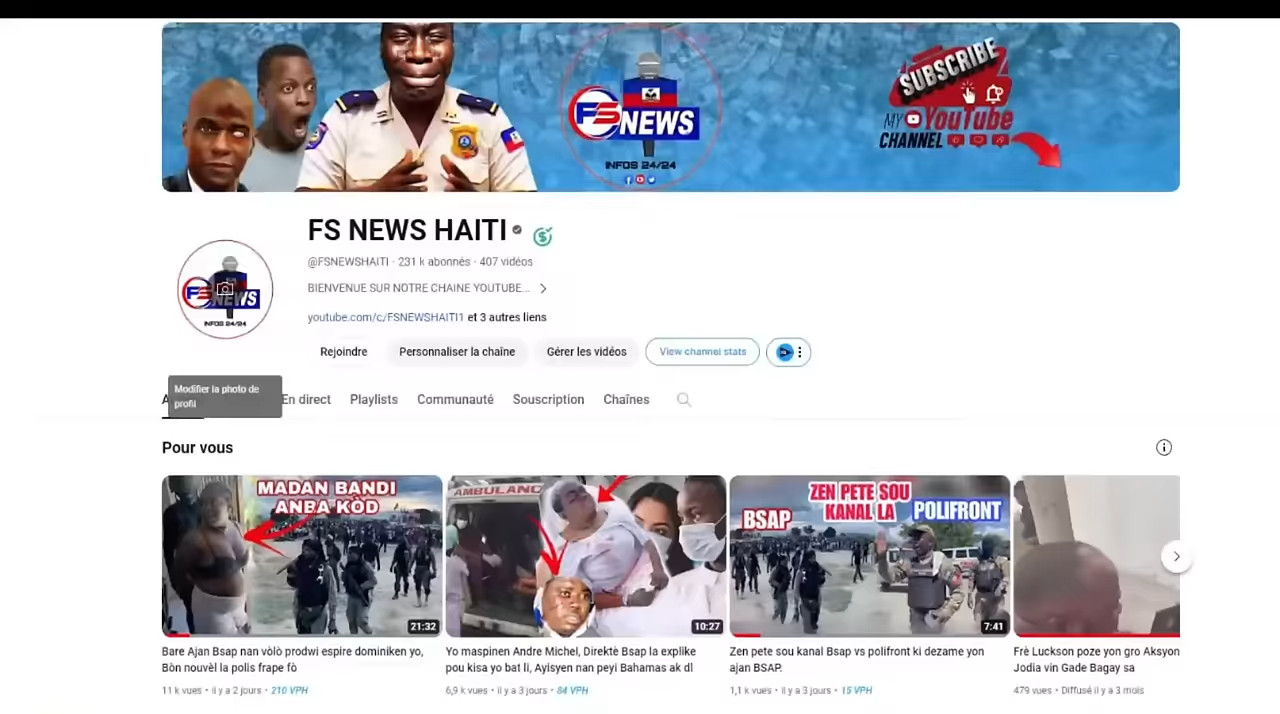 SUBSCRIBE
MY YouTube
CHANNEL
FS NEWS
INFOS 24/24
FS NEWS HAITI
@FSNEWSHAITI · 231 k abonnés · 407 vidéos
BIENVENUE SUR NOTRE CHAINE YOUTUBE...
youtube.com/c/FSNEWSHAITI1 et 3 autres liens
FS NEWS
INFOS 24/24
Rejoindre
Personnaliser la chaîne
Gérer les vidéos
View channel stats
Modifier la photo de
profil
A
En direct
Playlists
Communauté
Souscription
Chaînes
Pour vous
MADAN BANDI
ANBA KÒD
21:32
AMBULANC
10:27
ZEN PETE SOU
KANAL LA
BSAP
POLIFRONT
7:41
Bare Ajan Bsap nan vòlò prodwi espire dominiken yo,
Bòn nouvèl la polis frape fò
11 k vues • il y a 2 jours • 210 VPH
Yo maspinen Andre Michel, Direktè Bsap la explike
pou kisa yo bat li, Ayisyen nan peyi Bahamas ak dl
6,9 k vues • il y a 3 jours • 84 VPH
Zen pete sou kanal Bsap vs polifront ki dezame yon
ajan BSAP.
1,1 k vues • il y a 3 jours • 15 VPH
Frè Luckson poze yon gro Aksyon
Jodia vin Gade Bagay sa
479 vues • Diffusé il y a 3 mois